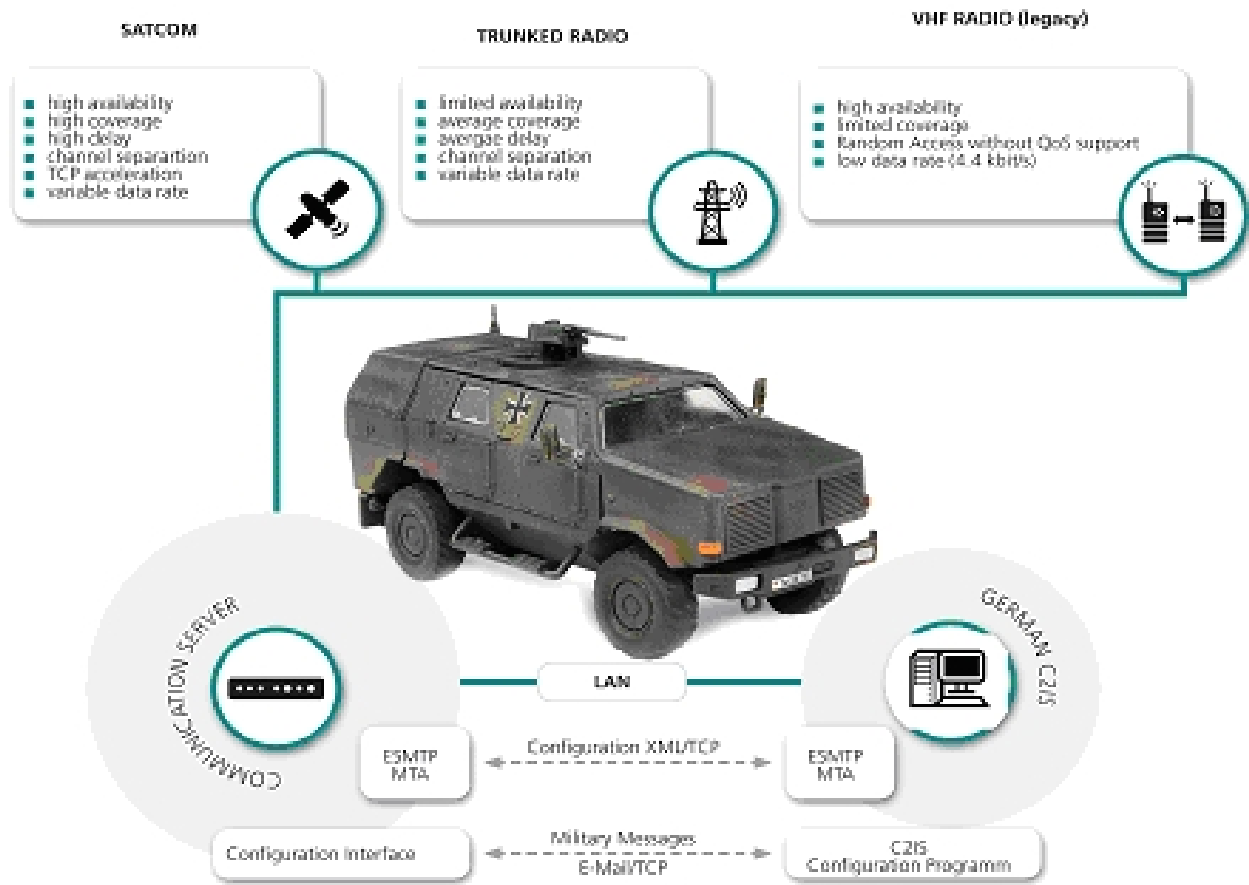 SATCOM
high availability
high coverage
high delay
channel separartion
TCP acceleration
variable data rate
TRUNKED RADIO
limited availability
average coverage
avergae delay
channel separation
variable data rate
VHF RADIO (legacy)
high availability
limited coverage
Random Access without QoS support
low data rate (4.4 kbit/s)
COMMUNICATION SERVER
LAN
GERMAN C2IS
ESMTP
MTA
Configuration XML/TCP
ESMTP
MTA
Configuration Interface
Military Messages
E-Mail/TCP
C2IS
Configuration Programm